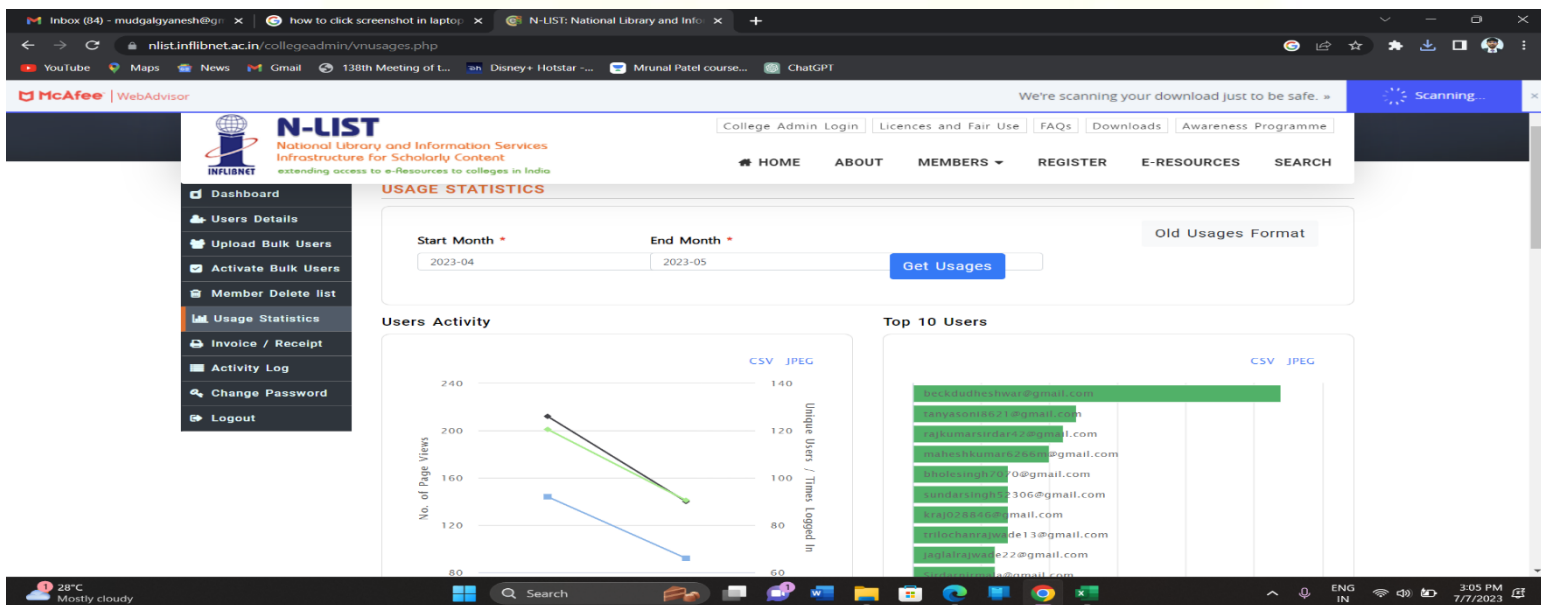 Inbox (84) - mudgalgyanesh@gm
how to click screenshot in laptop
N-LIST: National Library and Info
nlist.inflibnet.ac.in/collegeadmin/vnusages.php
YouTube Maps News Gmail 138th Meeting of t... Disney+ Hotstar -... Mrunal Patel course... ChatGPT
McAfee | WebAdvisor
We're scanning your download just to be safe. »
Scanning...
INFLIBNET
N-LIST
National Library and Information Services
Infrastructure for Scholarly Content
extending access to e-Resources to colleges in India
College Admin Login Licences and Fair Use FAQs Downloads Awareness Programme
HOME ABOUT MEMBERS REGISTER E-RESOURCES SEARCH
Dashboard
Users Details
Upload Bulk Users
Activate Bulk Users
Member Delete list
Usage Statistics
Invoice / Receipt
Activity Log
Change Password
Logout
USAGE STATISTICS
Old Usages Format
Start Month * End Month *
2023-04 2023-05
Get Usages
Users Activity
CSV JPEG
240 140
200 120
160 100
120 80
80 60
No. of Page Views
Unique Users / Times Logged In
Top 10 Users
CSV JPEG
beckdudheshwar@gmail.com
tanyasoni8621@gmail.com
rajkumarsirdar42@gmail.com
maheshkumar6266m@gmail.com
bholesingh7070@gmail.com
sundarsingh52306@gmail.com
kraj028846@gmail.com
trilochanrajwade13@gmail.com
jaglalrajwade22@gmail.com
1
28°C
Mostly cloudy
Search
ENG
IN
3:05 PM
7/7/2023